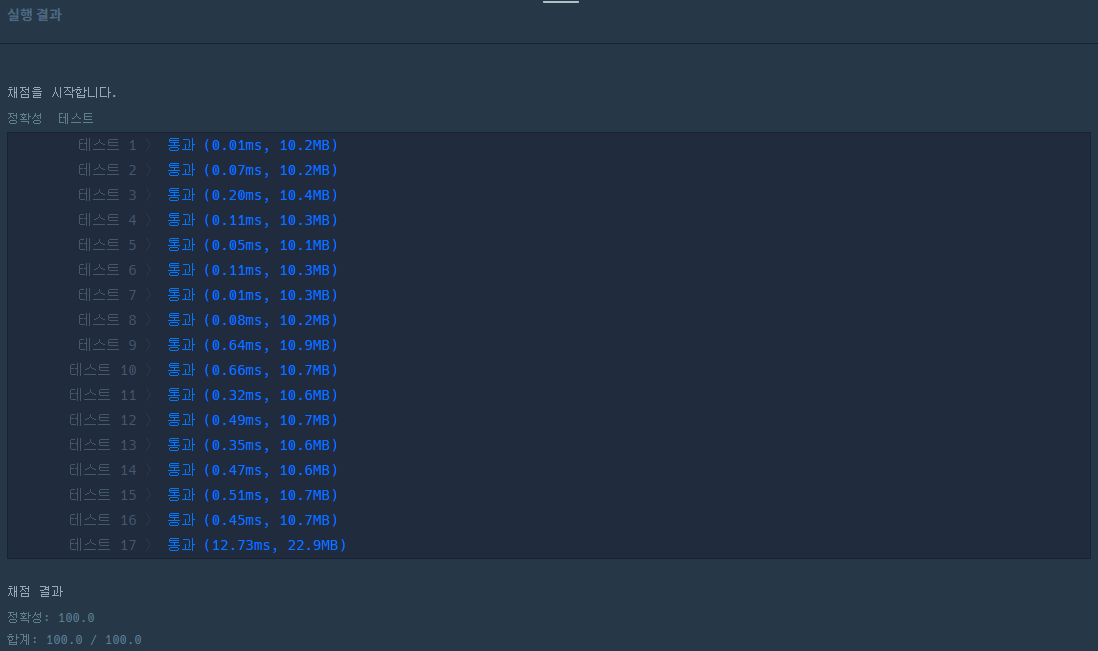 실행 결과
채점을 시작합니다.
정확성 테스트
테스트 1 〉 통과 (0.01ms, 10.2MB)
테스트 2 〉 통과 (0.07ms, 10.2MB)
테스트 3 〉 통과 (0.20ms, 10.4MB)
테스트 4 〉 통과 (0.11ms, 10.3MB)
테스트 5 〉 통과 (0.05ms, 10.1MB)
테스트 6 〉 통과 (0.11ms, 10.3MB)
테스트 7 〉 통과 (0.01ms, 10.3MB)
테스트 8 〉 통과 (0.08ms, 10.2MB)
테스트 9 〉 통과 (0.64ms, 10.9MB)
테스트 10 〉 통과 (0.66ms, 10.7MB)
테스트 11 〉 통과 (0.32ms, 10.6MB)
테스트 12 〉 통과 (0.49ms, 10.7MB)
테스트 13 〉 통과 (0.35ms, 10.6MB)
테스트 14 〉 통과 (0.47ms, 10.6MB)
테스트 15 〉 통과 (0.51ms, 10.7MB)
테스트 16 〉 통과 (0.45ms, 10.7MB)
테스트 17 〉 통과 (12.73ms, 22.9MB)
채점 결과
정확성: 100.0
합계: 100.0 / 100.0